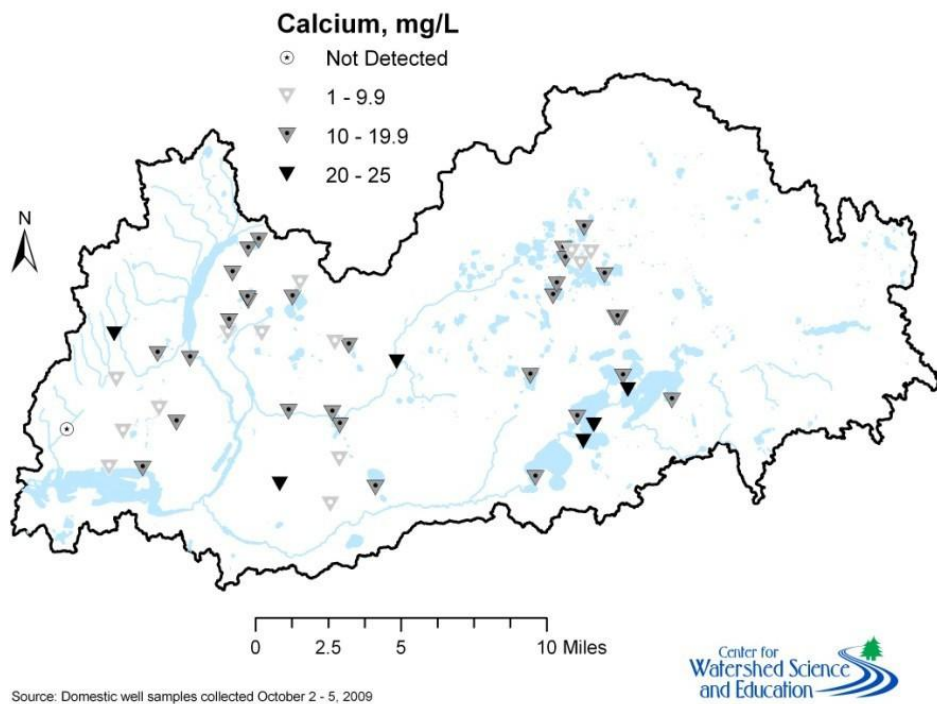 Calcium, mg/L
Not Detected
1 - 9.9
10 - 19.9
20 - 25
N
0 2.5 5 10 Miles
Center for
Watershed Science
and Education
Source: Domestic well samples collected October 2 - 5, 2009